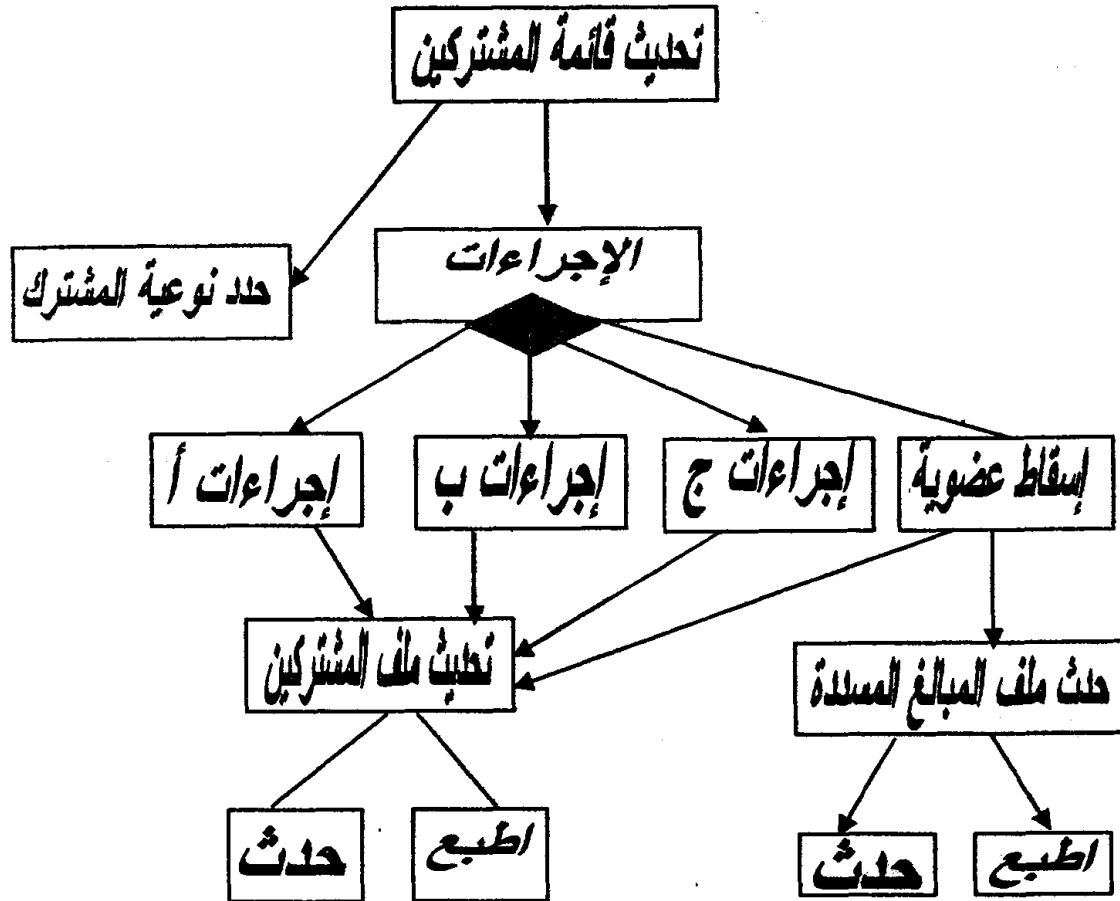 تحديث قائمة المشتركين
الإجراءات
حدد نوعية المشترك
إسقاط عضوية
إجراءات ج
إجراءات ب
إجراءات أ
تحديث ملف المشتركين
حدث ملف المبالغ المسددة
اطبع
حدث
اطبع
حدث